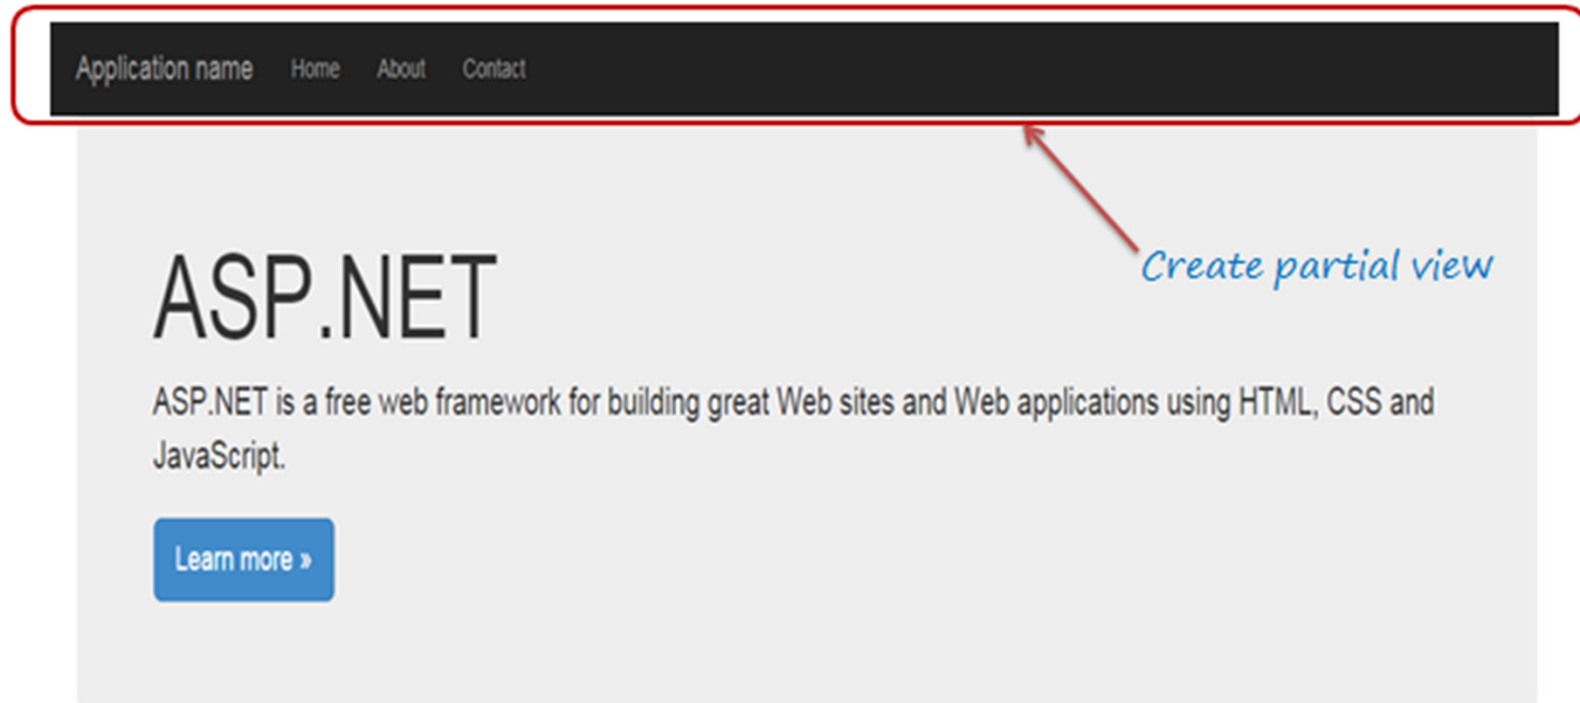 Application name Home About Contact
Create partial view
ASP.NET
ASP.NET is a free web framework for building great Web sites and Web applications using HTML, CSS and
JavaScript.
Learn more »